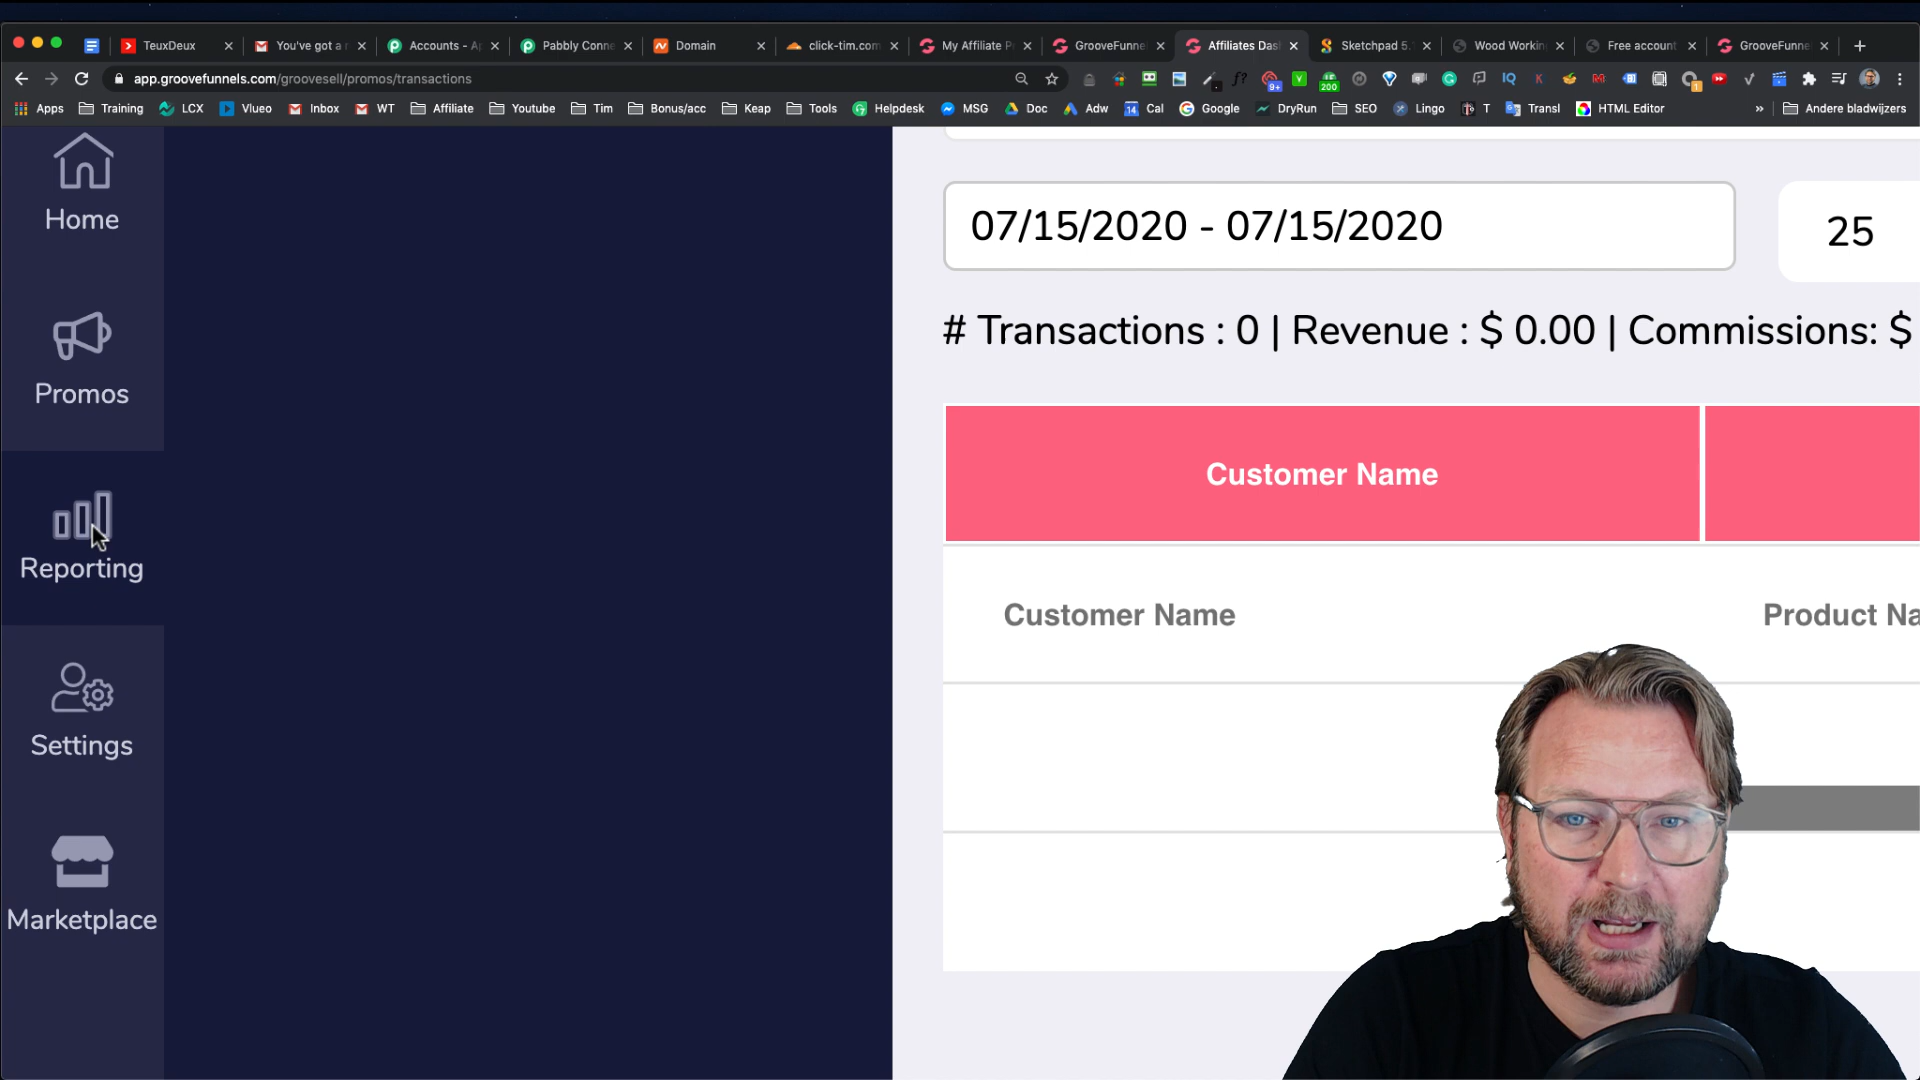 TeuxDeux
You've got a
Accounts - A
Pabbly Conne
Domain
click-tim.com
My Affiliate P
GrooveFunne
Affiliates Das
Sketchpad 5.
Wood Workin
Free account
GrooveFunne
app.groovefunnels.com/groovesell/promos/transactions
Apps Training LCX Vlueo Inbox WT Affiliate Youtube Tim Bonus/acc Keap Tools Helpdesk MSG Doc Adw Cal Google DryRun SEO Lingo T Transl HTML Editor » Andere bladwijzers
Home
Promos
Reporting
Settings
Marketplace
07/15/2020 - 07/15/2020
25
# Transactions : 0 | Revenue : $ 0.00 | Commissions: $
Customer Name
Customer Name
Product Na